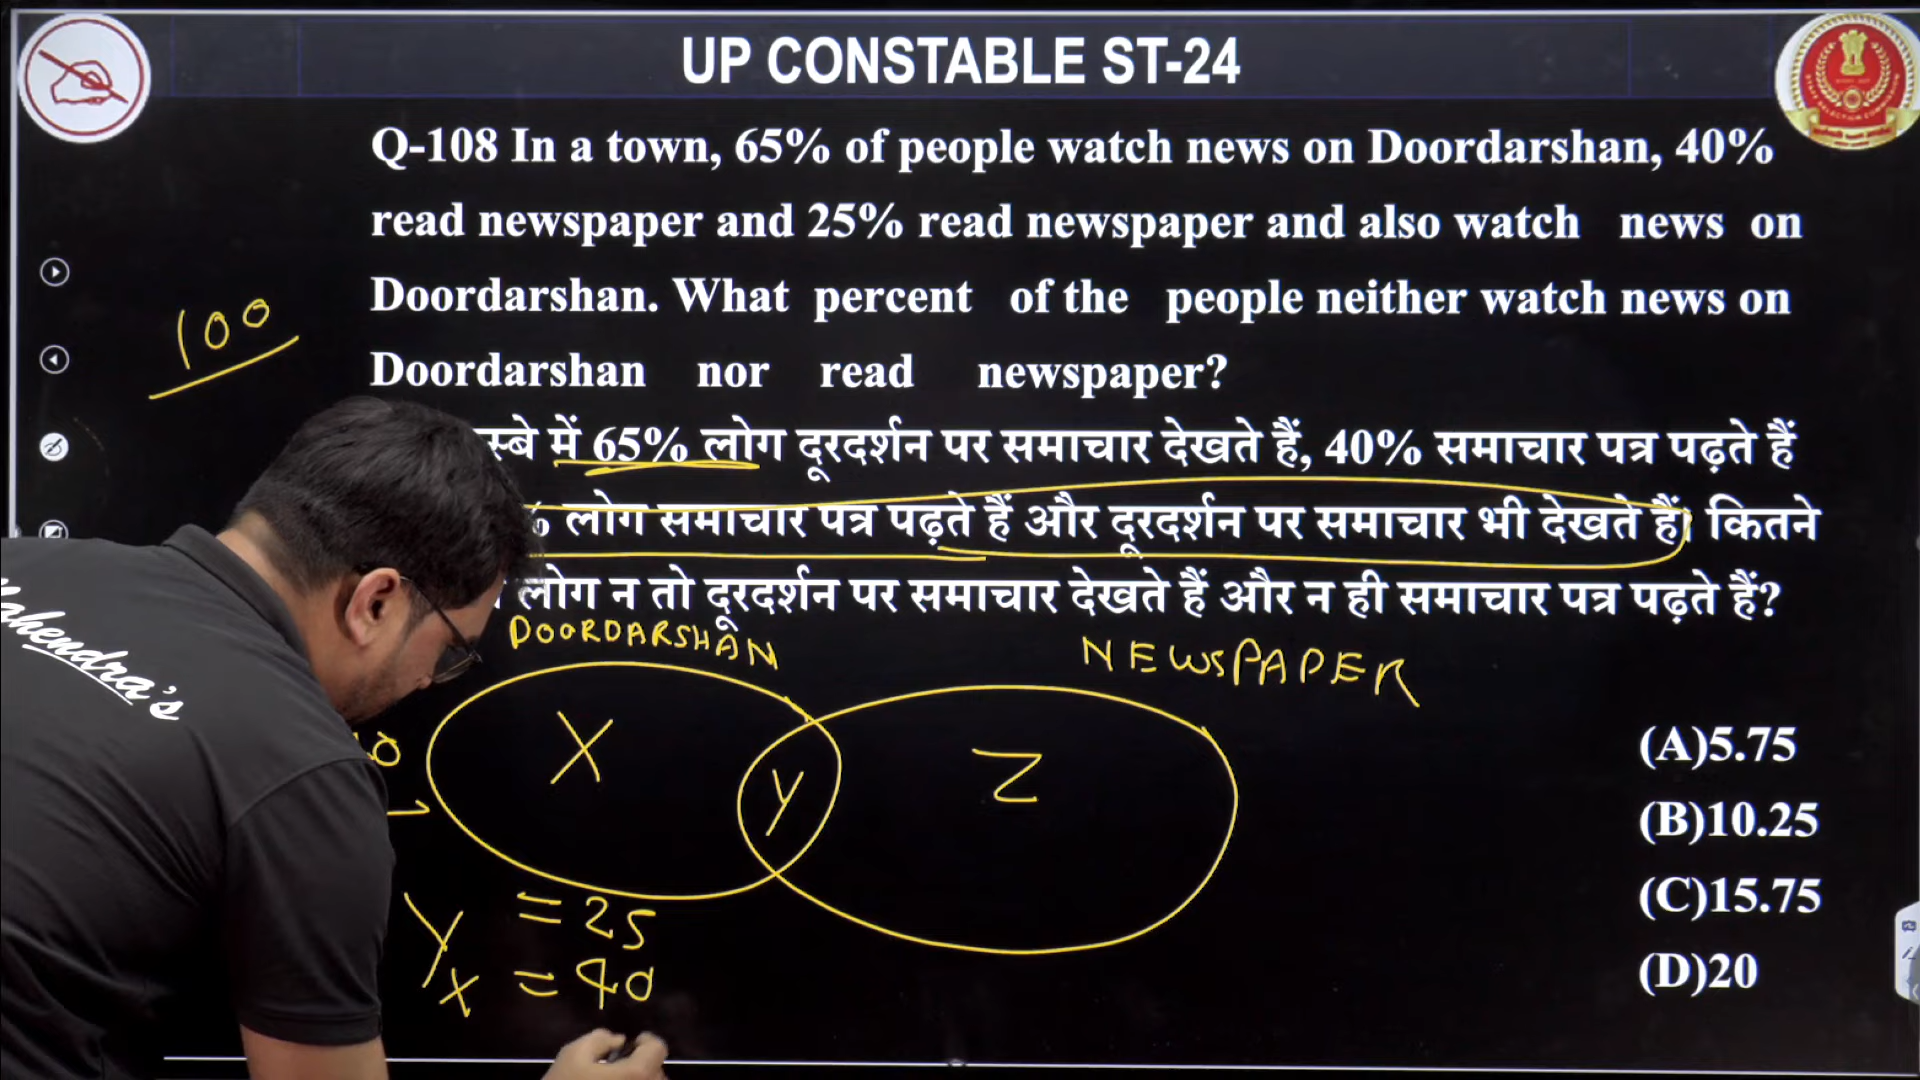 UP CONSTABLE ST-24
Q-108 In a town, 65% of people watch news on Doordarshan, 40%
read newspaper and 25% read newspaper and also watch news on
Doordarshan. What percent of the people neither watch news on
Doordarshan nor read newspaper?
100
स्बे में 65% लोग दूरदर्शन पर समाचार देखते हैं, 40% समाचार पत्र पढ़ते हैं
% लोग समाचार पत्र पढ़ते हैं और दूरदर्शन पर समाचार भी देखते हैं। कितने
लोग न तो दूरदर्शन पर समाचार देखते हैं और न ही समाचार पत्र पढ़ते हैं?
DOORDARSHAN
NEWSPAPER
X
Y
Z
Y = 25
X = 40
(A)5.75
(B)10.25
(C)15.75
(D)20
Mahendra's